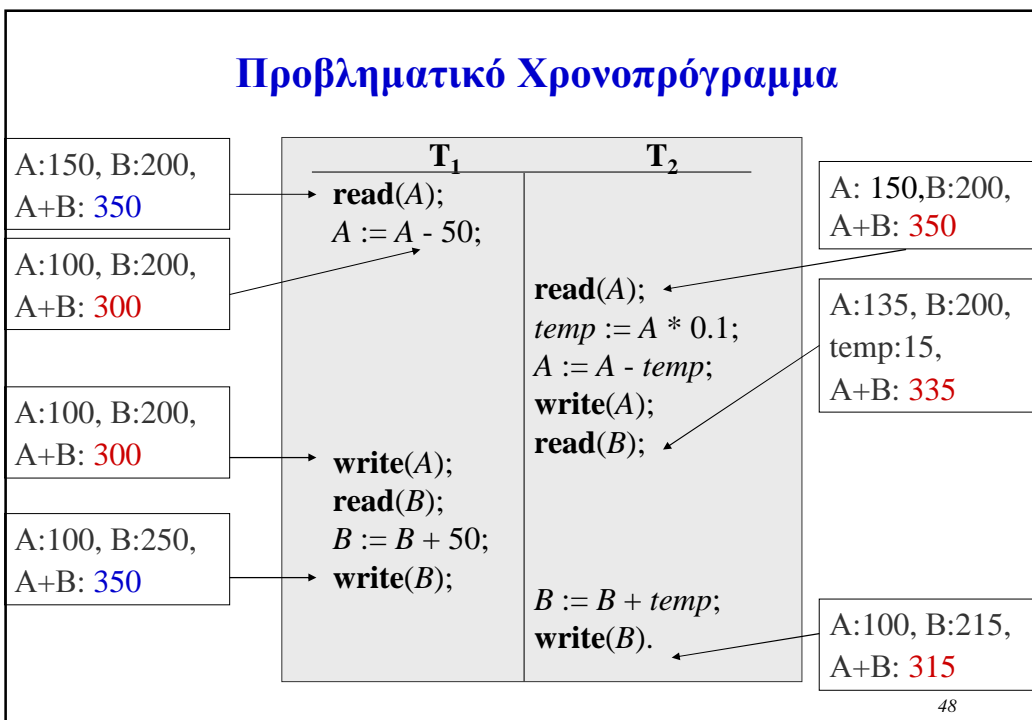 Προβληματικό Χρονοπρόγραμμα
A:150, B:200,
A+B: 350
A:100, B:200,
A+B: 300
A:100, B:200,
A+B: 300
A:100, B:250,
A+B: 350
T1
read(A);
A := A - 50;
write(A);
read(B);
B := B + 50;
write(B);
T2
read(A);
temp := A * 0.1;
A := A - temp;
write(A);
read(B);
B := B + temp;
write(B).
A: 150,B:200,
A+B: 350
A:135, B:200,
temp:15,
A+B: 335
A:100, B:215,
A+B: 315
48